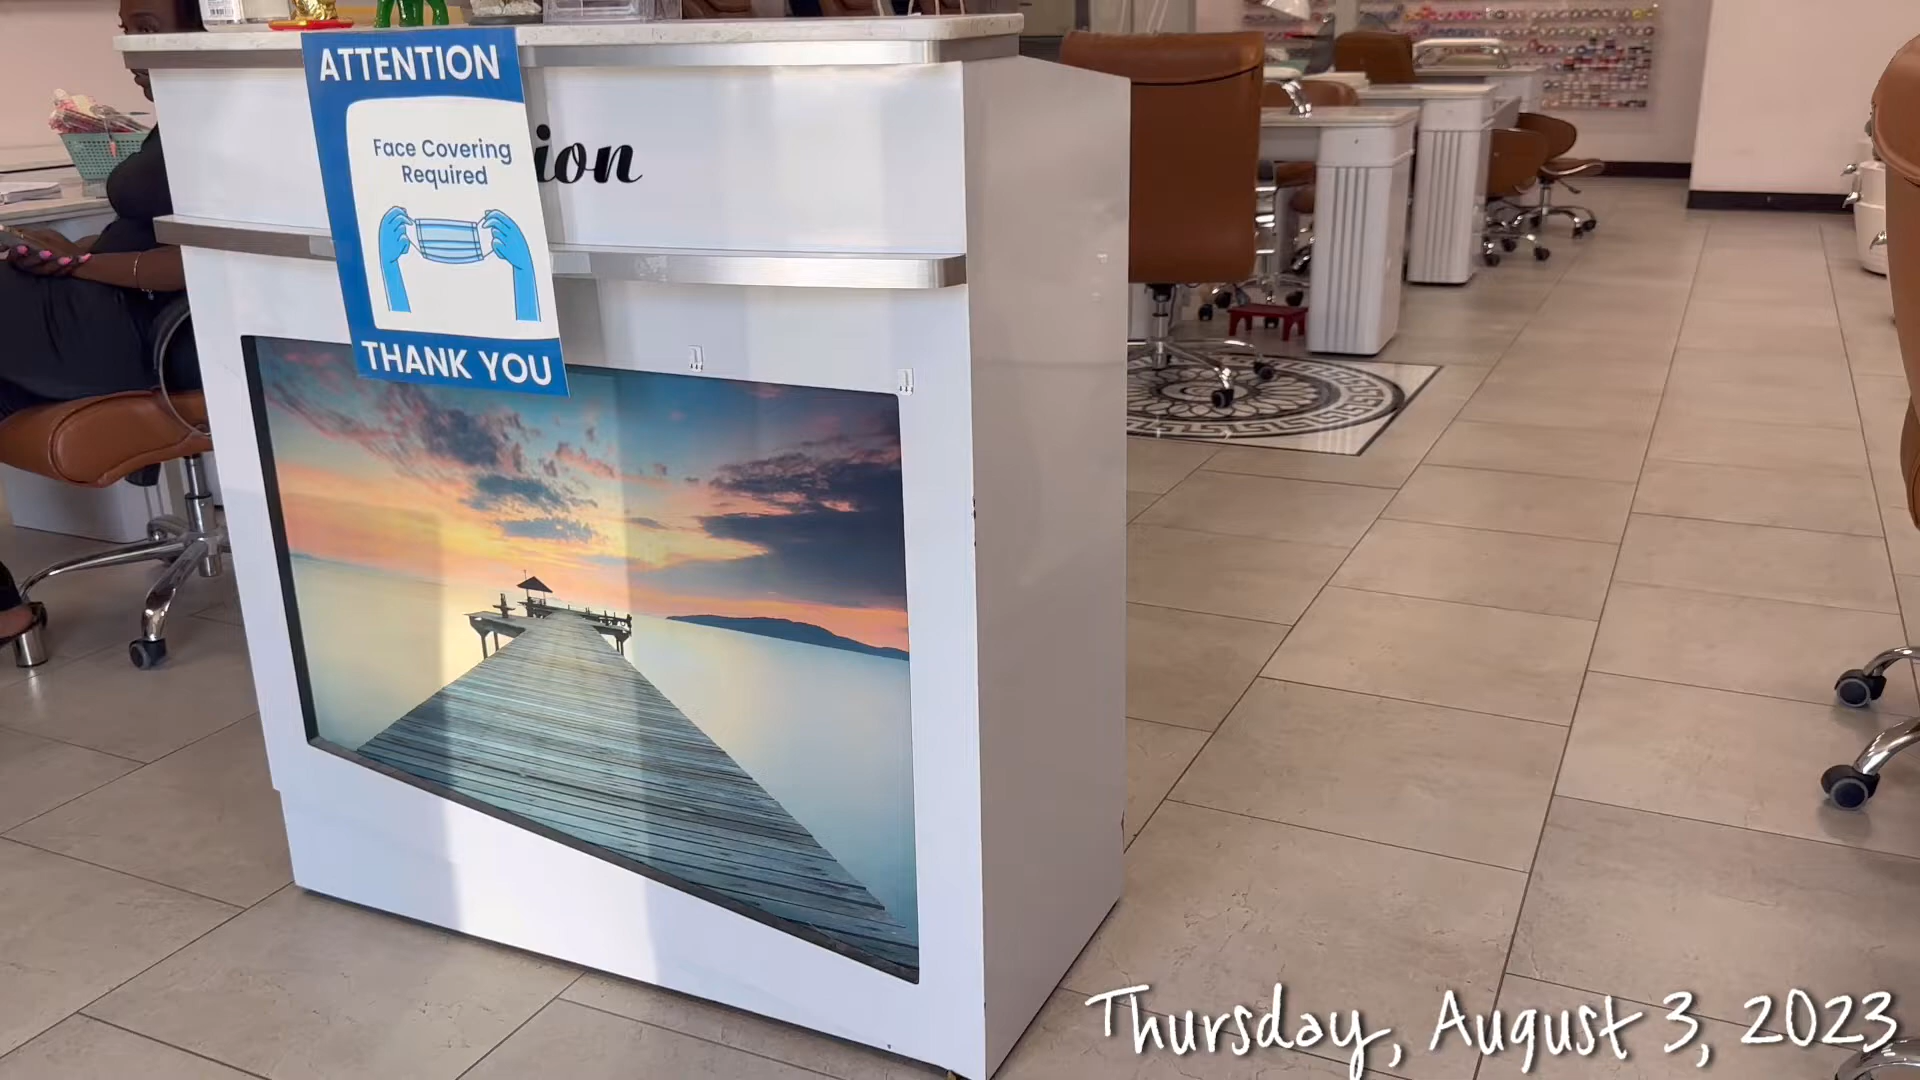 ATTENTION
Face Covering
Required
THANK YOU
ion
Thursday, August 3, 2023